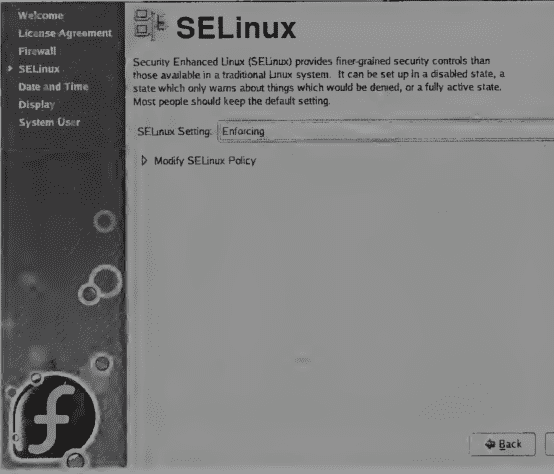 Welcome
License Agreement
Firewall
SELinux
Date and Time
Display
System User
SELinux
Security Enhanced Linux (SELinux) provides finer-grained security controls than
those available in a traditional Linux system. It can be set up in a disabled state, a
state which only warns about things which would be denied, or a fully active state.
Most people should keep the default setting.
SELinux Setting: Enforcing
Modify SELinux Policy
Back